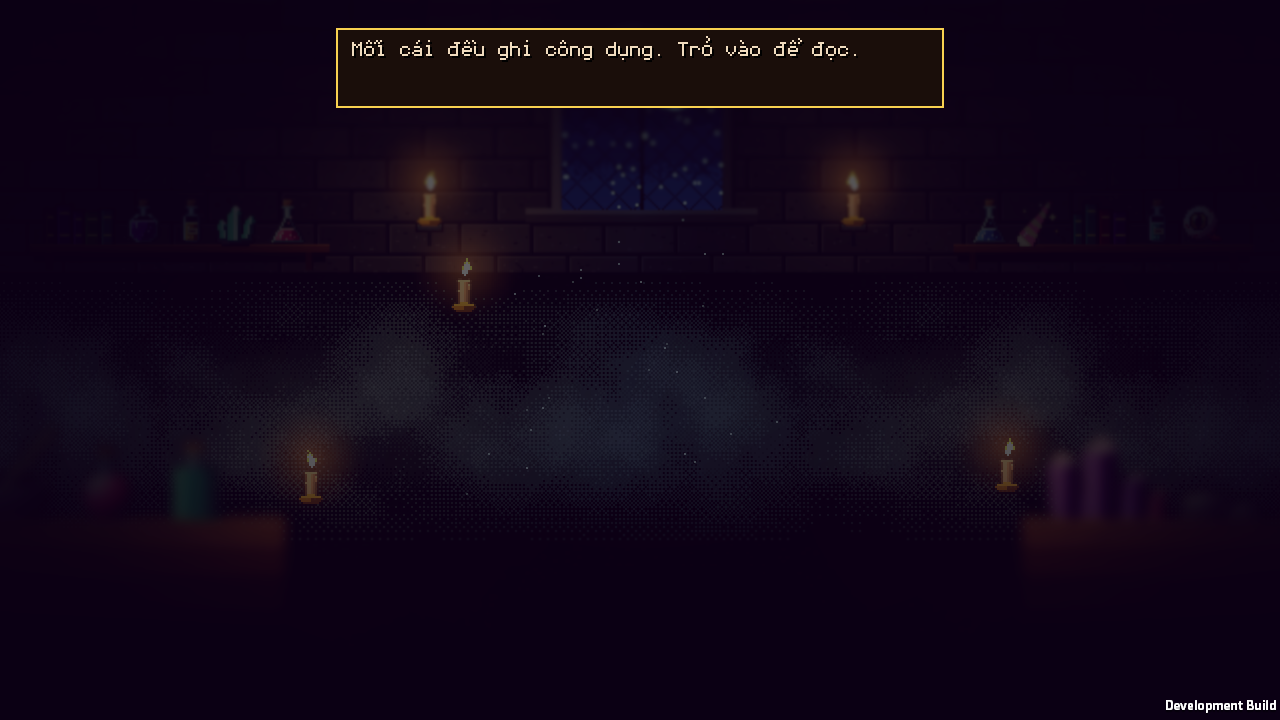 Mỗi cái đều ghi công dụng. Trỏ vào để đọc.
Development Build